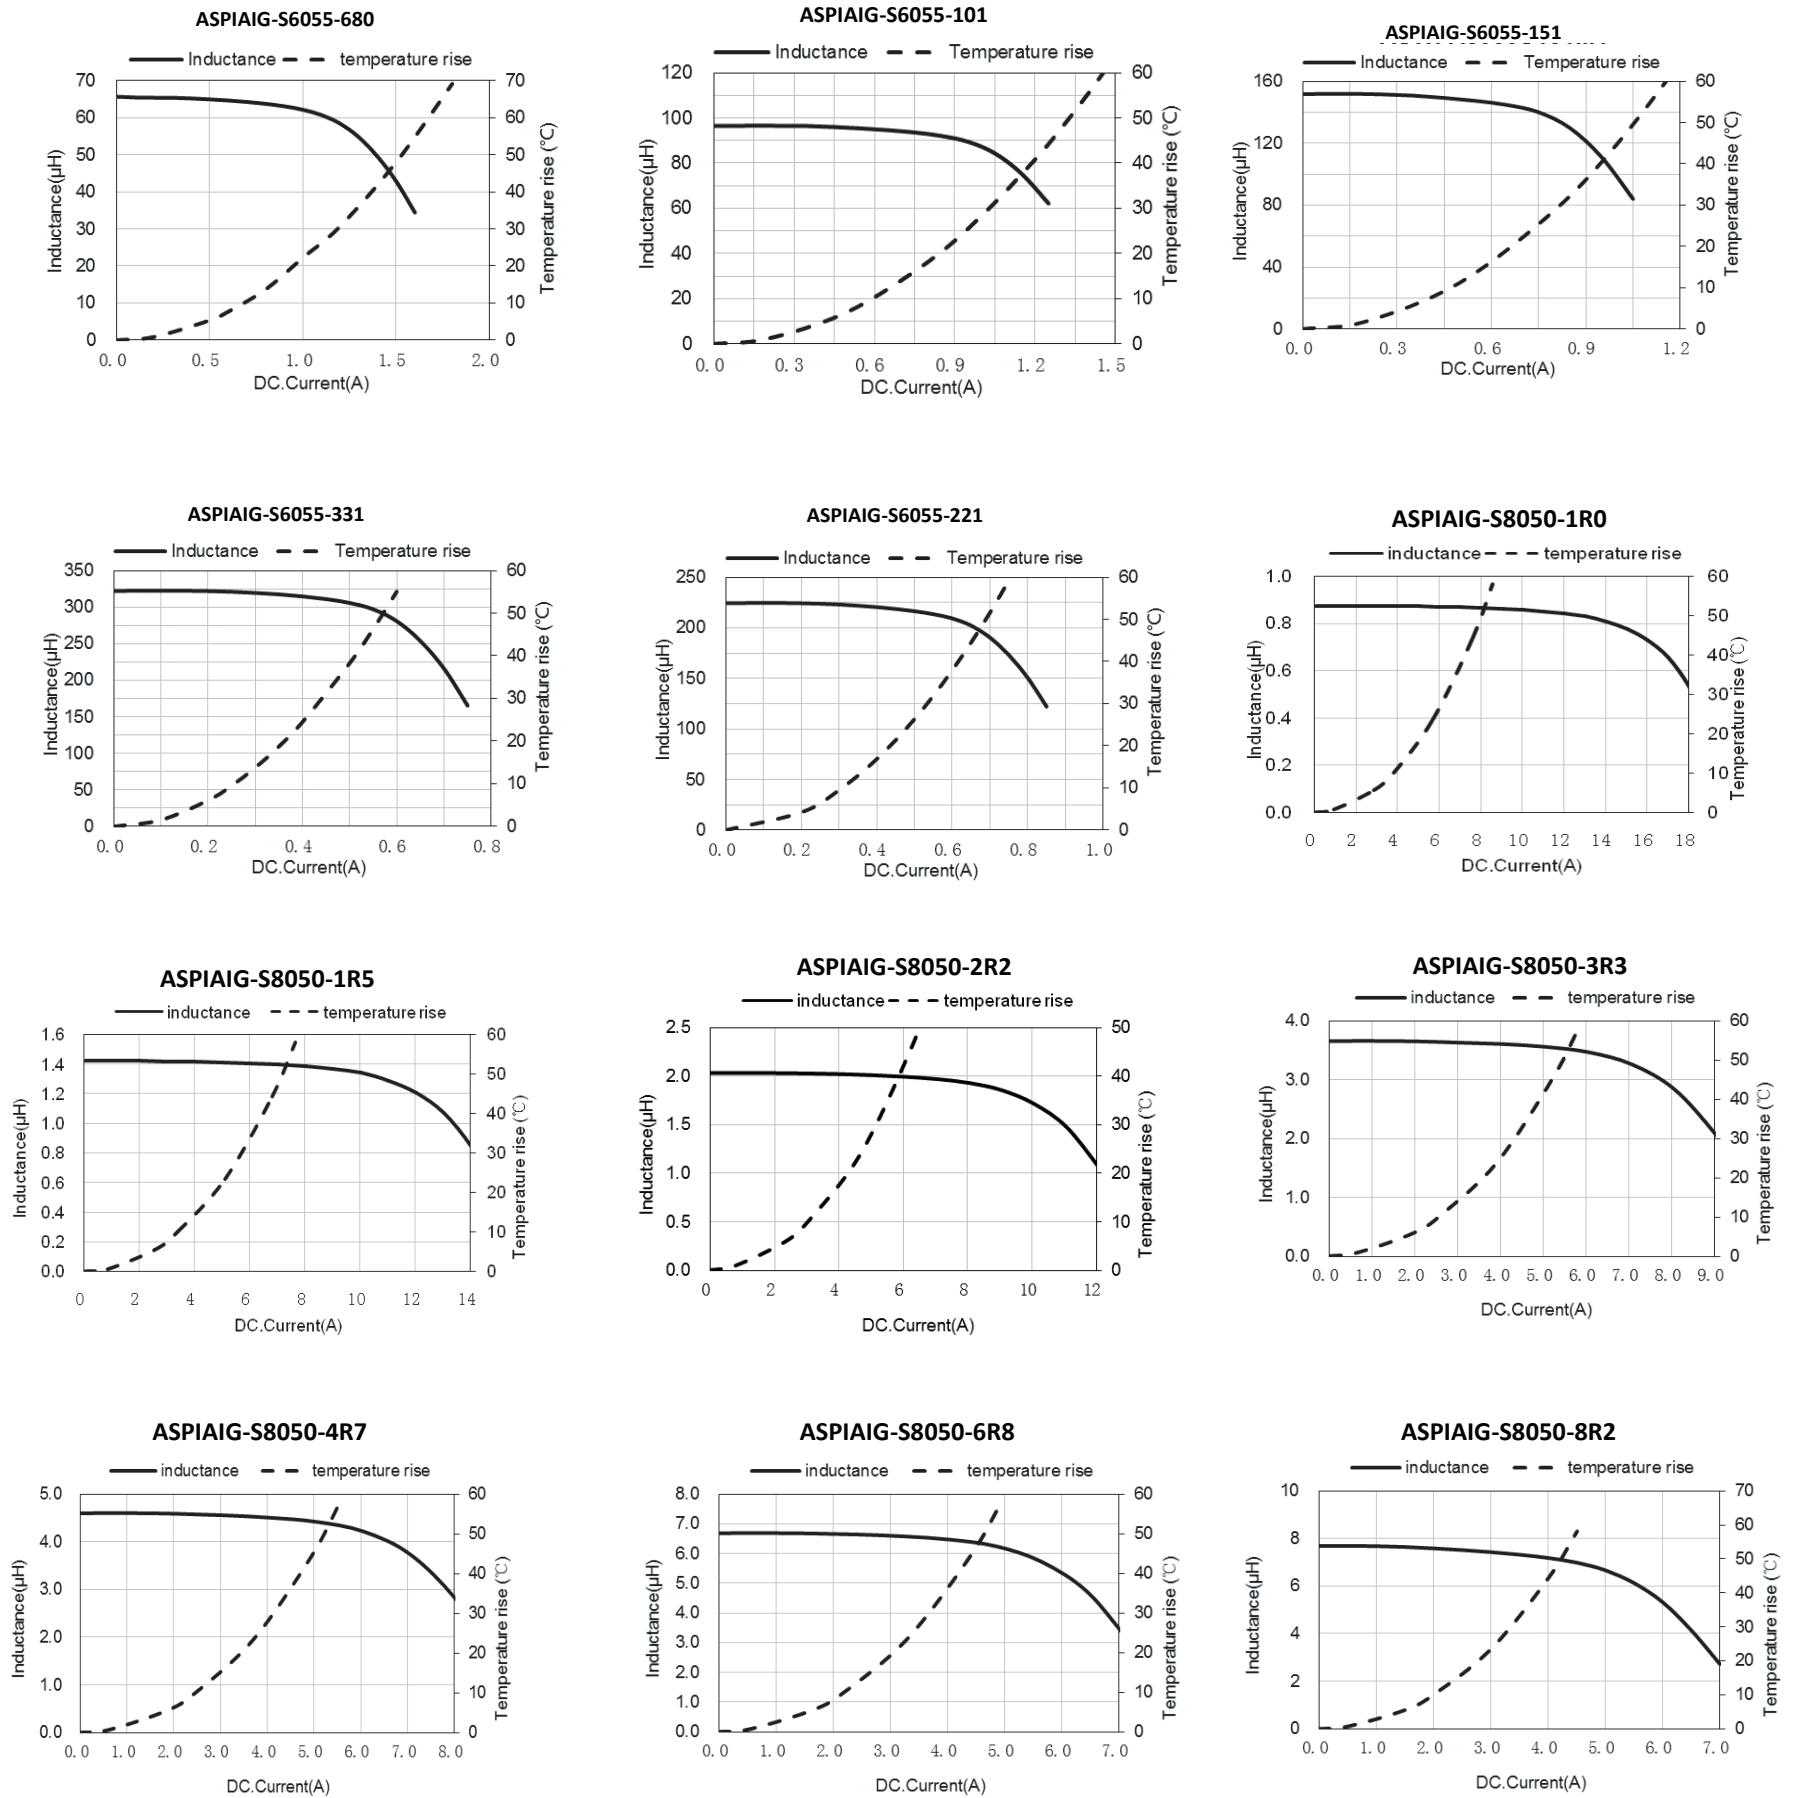 ASPIAIG-S6055-680
Inductance temperature rise
70 60 50 40 30 20 10 0
Inductance(µH)
70 60 50 40 30 20 10 0
Temperature rise (℃)
0.0 0.5 1.0 1.5 2.0
DC.Current(A)
ASPIAIG-S6055-101
Inductance Temperature rise
120 100 80 60 40 20 0
Inductance(µH)
60 50 40 30 20 10 0
Temperature rise (℃)
0.0 0.3 0.6 0.9 1.2 1.5
DC.Current(A)
ASPIAIG-S6055-151
Inductance Temperature rise
160 120 80 40 0
Inductance(µH)
60 50 40 30 20 10 0
Temperature rise (℃)
0.0 0.3 0.6 0.9 1.2
DC.Current(A)
ASPIAIG-S6055-331
Inductance Temperature rise
350 300 250 200 150 100 50 0
Inductance(µH)
60 50 40 30 20 10 0
Temperature rise (℃)
0.0 0.2 0.4 0.6 0.8
DC.Current(A)
ASPIAIG-S6055-221
Inductance Temperature rise
250 200 150 100 50 0
Inductance(µH)
60 50 40 30 20 10 0
Temperature rise (℃)
0.0 0.2 0.4 0.6 0.8 1.0
DC.Current(A)
ASPIAIG-S8050-1R0
inductance temperature rise
1.0 0.8 0.6 0.4 0.2 0.0
Inductance(µH)
60 50 40 30 20 10 0
Temperature rise (℃)
0 2 4 6 8 10 12 14 16 18
DC.Current(A)
ASPIAIG-S8050-1R5
inductance temperature rise
1.6 1.4 1.2 1.0 0.8 0.6 0.4 0.2 0.0
Inductance(µH)
60 50 40 30 20 10 0
Temperature rise (℃)
0 2 4 6 8 10 12 14
DC.Current(A)
ASPIAIG-S8050-2R2
inductance temperature rise
2.5 2.0 1.5 1.0 0.5 0.0
Inductance(µH)
50 40 30 20 10 0
Temperature rise (℃)
0 2 4 6 8 10 12
DC.Current(A)
ASPIAIG-S8050-3R3
inductance temperature rise
4.0 3.0 2.0 1.0 0.0
Inductance(µH)
60 50 40 30 20 10 0
Temperature rise (℃)
0.0 1.0 2.0 3.0 4.0 5.0 6.0 7.0 8.0 9.0
DC.Current(A)
ASPIAIG-S8050-4R7
inductance temperature rise
5.0 4.0 3.0 2.0 1.0 0.0
Inductance(µH)
60 50 40 30 20 10 0
Temperature rise (℃)
0.0 1.0 2.0 3.0 4.0 5.0 6.0 7.0 8.0
DC.Current(A)
ASPIAIG-S8050-6R8
inductance temperature rise
8.0 7.0 6.0 5.0 4.0 3.0 2.0 1.0 0.0
Inductance(µH)
60 50 40 30 20 10 0
Temperature rise (℃)
0.0 1.0 2.0 3.0 4.0 5.0 6.0 7.0
DC.Current(A)
ASPIAIG-S8050-8R2
inductance temperature rise
10 8 6 4 2 0
Inductance(µH)
70 60 50 40 30 20 10 0
Temperature rise (℃)
0.0 1.0 2.0 3.0 4.0 5.0 6.0 7.0
DC.Current(A)